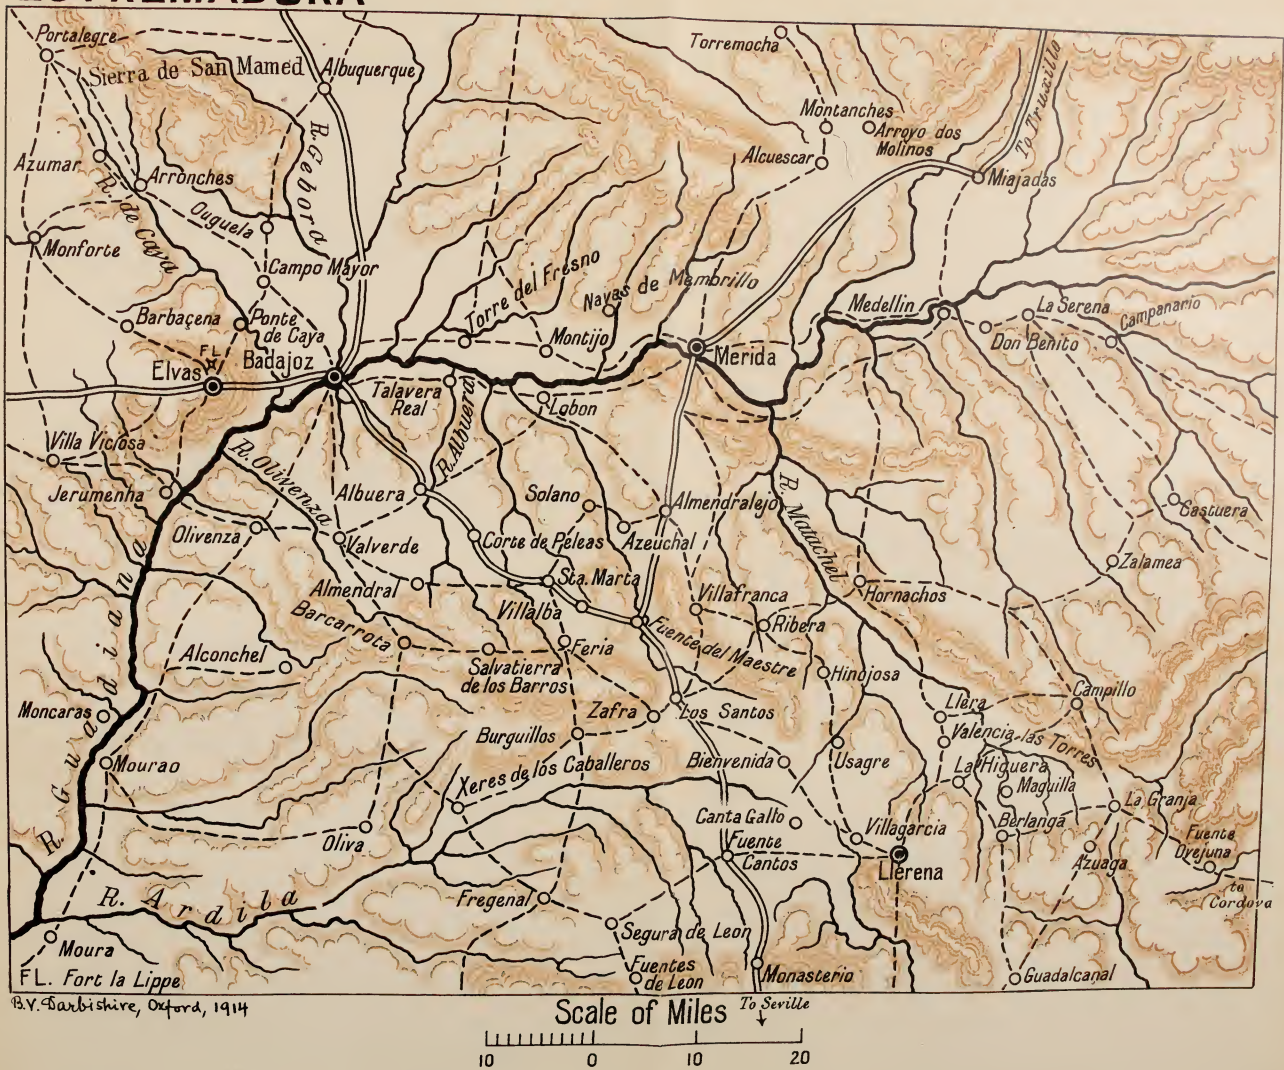 Portalegre
Sierra de San Mamed
Albuquerque
Torremocha
To Truxillo
R. Gebora
Montanches
Arroyo dos
Molinos
Azumar
Arronches
Alcuescar
Miajadas
R. de Caya
Ouguela
Monforte
Campo Mayor
Torre del Fresno
Navas de Membrillo
Medellin
La Serena
Campanario
Barbaçena
Ponte
de Caya
Montijo
Don Benito
FL
Elvas
Badajoz
Merida
Talavera
Real
R. Albuera
Lobon
Villa Viciosa
R. Olivenza
Jerumenha
Albuera
Solano
Almendralejo
R. Matachel
Castuera
Olivenza
Valverde
Corte de Peleas
Azeuchal
Zalamea
Almendral
Sta. Marta
Villalba
Villafranca
Hornachos
Barcarrota
Ribera
Fuente del Maestre
Alconchel
Feria
Salvatierra
de los Barros
Hinojosa
R. Guadiana
Moncaras
Zafra
Los Santos
Llera
Campillo
Burguillos
Valencia las Torres
Mourao
Xeres de los Caballeros
Bienvenida
Usagre
La Higuera
Maguilla
La Granja
Oliva
Canta Gallo
Villagarcia
Berlanga
Fuente
Ovejuna
Fuente
Cantos
Llerena
Azuaga
to
Cordova
R. Ardila
Fregenal
Segura de Leon
Moura
Fuentes
de Leon
Monasterio
Guadalcanal
FL. Fort la Lippe
B.V. Darbishire, Oxford, 1914
Scale of Miles
To Seville
10 0 10 20